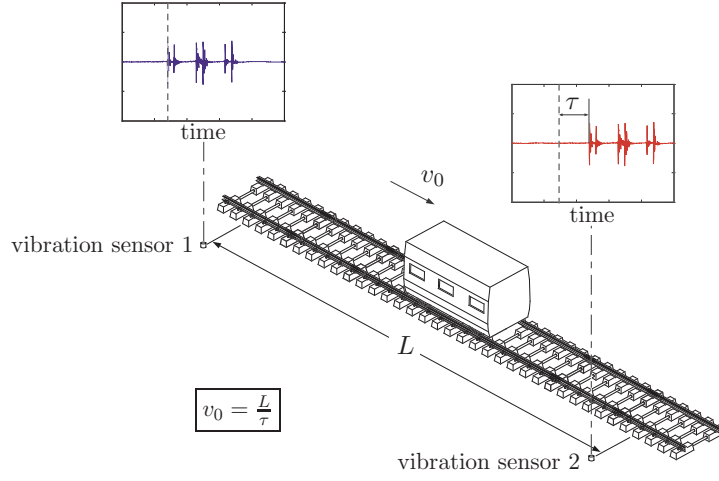 time
τ
time
v₀
vibration sensor 1
L
v₀ = L/τ
vibration sensor 2